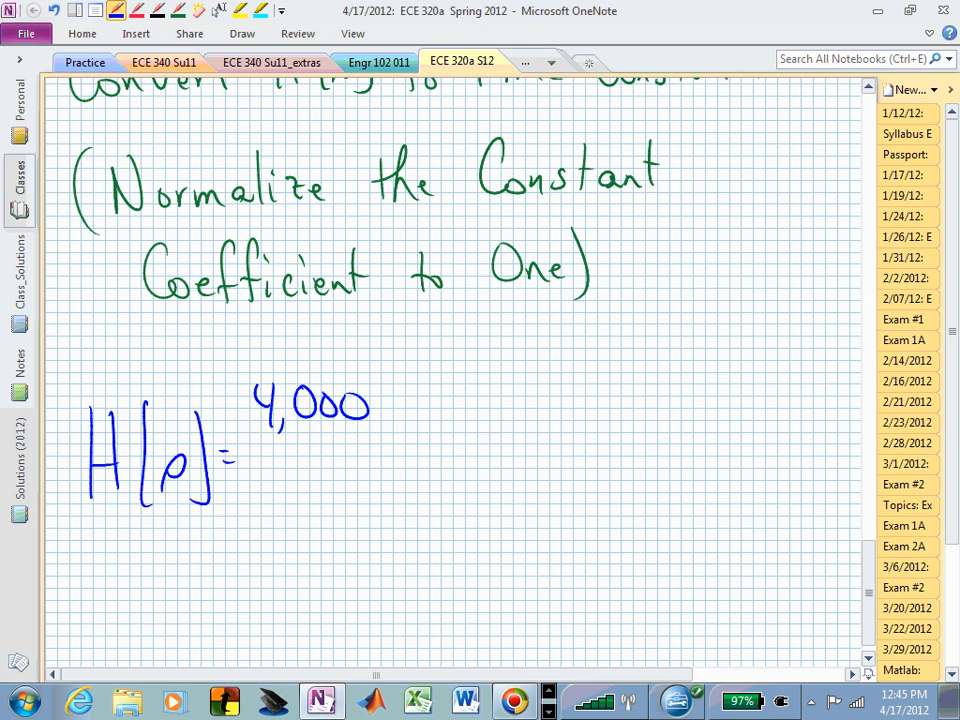 4/17/2012: ECE 320a Spring 2012 - Microsoft OneNote
File Home Insert Share Draw Review View
Practice ECE 340 Su11 ECE 340 Su11_extras Engr 102 011 ECE 320a S12 ...
Search All Notebooks (Ctrl+E)
Personal
Classes
Class_Solutions
Notes
Solutions (2012)
Convert
(Normalize the Constant
Coefficient to One)
H[s]= 4,000
New...
1/12/12:
Syllabus E
Passport:
1/17/12:
1/19/12:
1/24/12:
1/26/12: E
1/31/12:
2/2/2012:
2/07/12: E
Exam #1
Exam 1A
2/14/2012
2/16/2012
2/21/2012
2/23/2012
2/28/2012
3/1/2012:
Exam #2
Topics: Ex
Exam 1A
Exam 2A
3/6/2012:
Exam #2
3/20/2012
3/22/2012
3/29/2012
Matlab:
97%
12:45 PM
4/17/2012